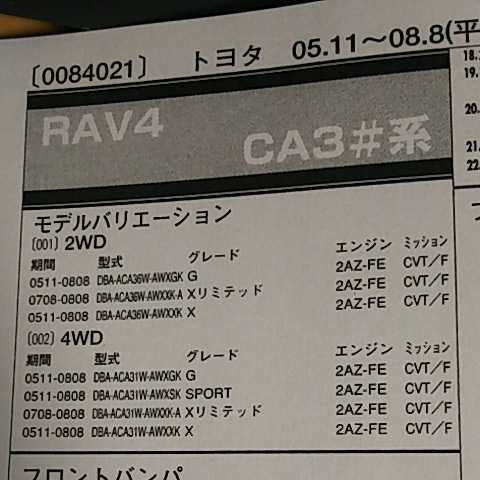 〔0084021〕 トヨタ 05.11～08.8(平
RAV4
CA3#系
モデルバリエーション
〔001〕2WD
期間 型式 グレード エンジン ミッション
0511-0808 DBA-ACA36W-AWXGK G 2AZ-FE CVT/F
0708-0808 DBA-ACA36W-AWXXK-A Xリミテッド 2AZ-FE CVT/F
0511-0808 DBA-ACA36W-AWXXK X 2AZ-FE CVT/F
〔002〕4WD
期間 型式 グレード エンジン ミッション
0511-0808 DBA-ACA31W-AWXGK G 2AZ-FE CVT/F
0511-0808 DBA-ACA31W-AWXSK SPORT 2AZ-FE CVT/F
0708-0808 DBA-ACA31W-AWXXK-A Xリミテッド 2AZ-FE CVT/F
0511-0808 DBA-ACA31W-AWXXK X 2AZ-FE CVT/F
フロントバンパ
18.
19.
20.
21.
22.